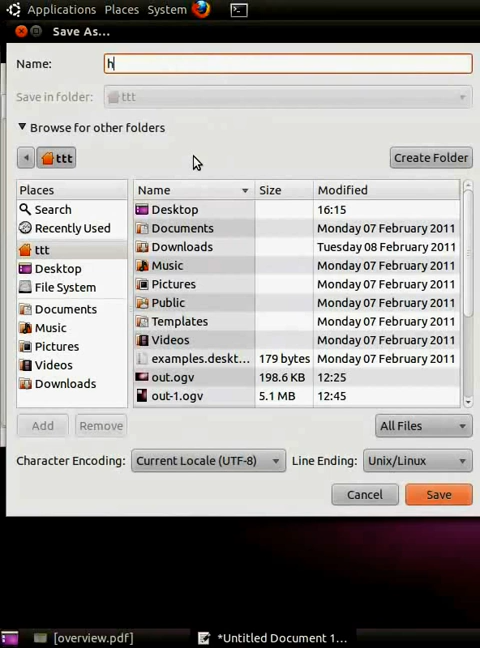 Applications Places System
Save As...
Name: h
Save in folder: ttt
Browse for other folders
ttt Create Folder
Places Name Size Modified
Search Desktop 16:15
Recently Used Documents Monday 07 February 2011
ttt Downloads Tuesday 08 February 2011
Desktop Music Monday 07 February 2011
File System Pictures Monday 07 February 2011
Documents Public Monday 07 February 2011
Music Templates Monday 07 February 2011
Pictures Videos Monday 07 February 2011
Videos examples.deskt... 179 bytes Monday 07 February 2011
Downloads out.ogv 198.6 KB 12:25
out-1.ogv 5.1 MB 12:45
Add Remove All Files
Character Encoding: Current Locale (UTF-8) Line Ending: Unix/Linux
Cancel Save
[overview.pdf] *Untitled Document 1...